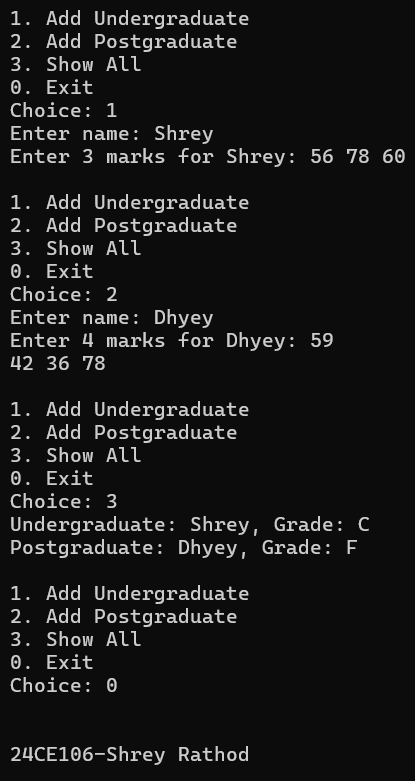 1. Add Undergraduate
2. Add Postgraduate
3. Show All
0. Exit
Choice: 1
Enter name: Shrey
Enter 3 marks for Shrey: 56 78 60
1. Add Undergraduate
2. Add Postgraduate
3. Show All
0. Exit
Choice: 2
Enter name: Dhyey
Enter 4 marks for Dhyey: 59
42 36 78
1. Add Undergraduate
2. Add Postgraduate
3. Show All
0. Exit
Choice: 3
Undergraduate: Shrey, Grade: C
Postgraduate: Dhyey, Grade: F
1. Add Undergraduate
2. Add Postgraduate
3. Show All
0. Exit
Choice: 0
24CE106-Shrey Rathod